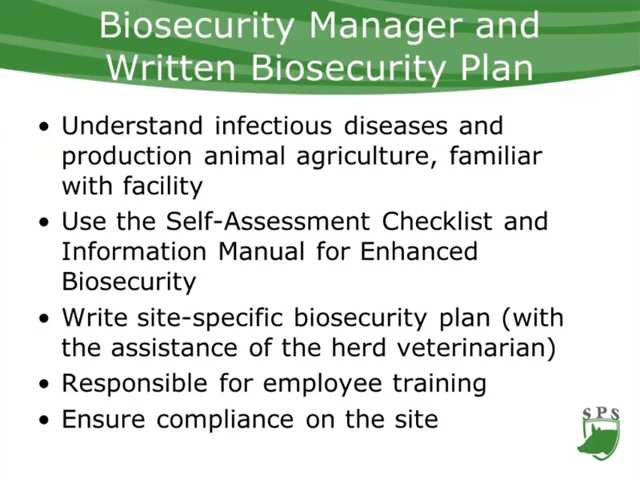 Biosecurity Manager and
Written Biosecurity Plan
• Understand infectious diseases and
production animal agriculture, familiar
with facility
• Use the Self-Assessment Checklist and
Information Manual for Enhanced
Biosecurity
• Write site-specific biosecurity plan (with
the assistance of the herd veterinarian)
• Responsible for employee training
• Ensure compliance on the site
SPS